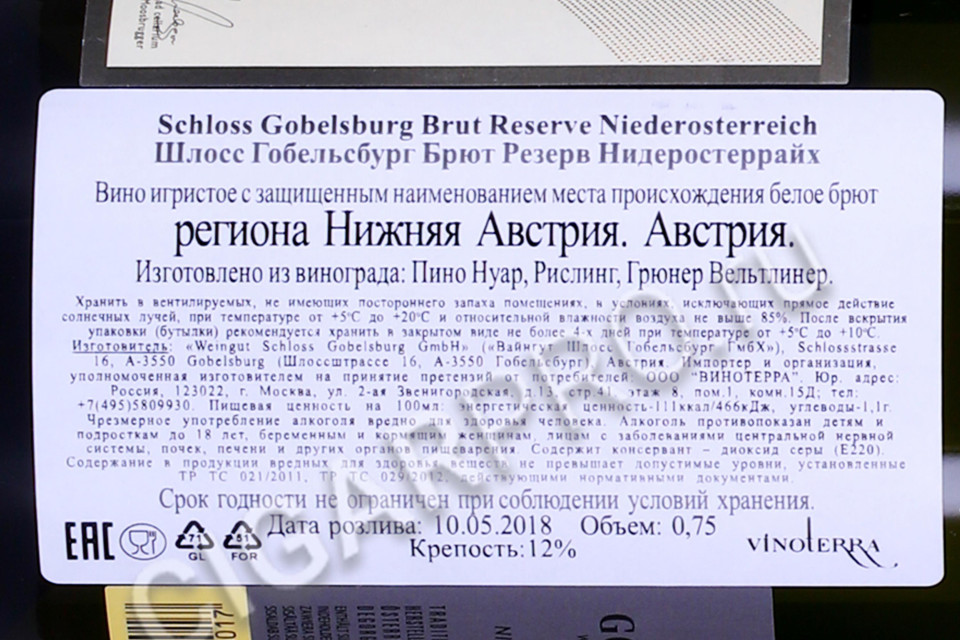 Moosbrugger
Schloss Gobelsburg Brut Reserve Niederosterreich
Шлосс Гобельсбург Брют Резерв Нидеростеррайх
Вино игристое с защищенным наименованием места происхождения белое брют
региона Нижняя Австрия. Австрия.
Изготовлено из винограда: Пино Нуар, Рислинг, Грюнер Вельтлинер.
Хранить в вентилируемых, не имеющих постороннего запаха помещениях, в условиях, исключающих прямое действие
солнечных лучей, при температуре от +5°С до +20°С и относительной влажности воздуха не выше 85%. После вскрытия
упаковки (бутылки) рекомендуется хранить в закрытом виде не более 4-х дней при температуре от +5°С до +10°С.
Изготовитель: «Weingut Schloss Gobelsburg GmbH» («Вайнгут Шлосс Гобельсбург ГмбХ»), Schlossstrasse
16, A-3550 Gobelsburg (Шлоссштрассе 16, А-3550 Гобельсбург), Австрия. Импортер и организация,
уполномоченная изготовителем на принятие претензий от потребителей: ООО "ВИНОТЕРРА". Юр. адрес:
Россия, 123022, г. Москва, ул. 2-ая Звенигородская, д.13, стр.41, этаж 8, пом.1, комн.15Д; тел:
+7(495)5809930. Пищевая ценность на 100мл: энергетическая ценность-111ккал/466кДж, углеводы-1,1г.
Чрезмерное употребление алкоголя вредно для здоровья человека. Алкоголь противопоказан детям и
подросткам до 18 лет, беременным и кормящим женщинам, лицам с заболеваниями центральной нервной
системы, почек, печени и других органов пищеварения. Содержит консервант – диоксид серы (Е220).
Содержание в продукции вредных для здоровья веществ не превышает допустимые уровни, установленные
ТР ТС 021/2011, ТР ТС 029/2012, действующими нормативными документами.
Срок годности не ограничен при соблюдении условий хранения.
EAC 71 GL 81 FOR Дата розлива: 10.05.2018 Объем: 0,75
Крепость: 12%
VINOTERRA
CIGARPRO.ru
017